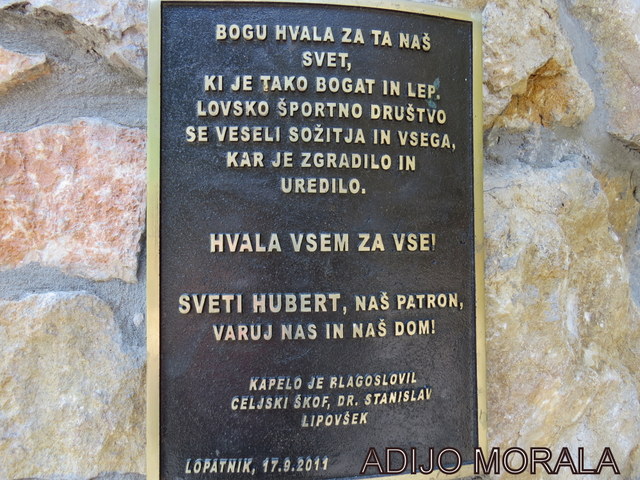 BOGU HVALA ZA TA NAŠ
SVET,
KI JE TAKO BOGAT IN LEP.
LOVSKO ŠPORTNO DRUŠTVO
SE VESELI SOŽITJA IN VSEGA,
KAR JE ZGRADILO IN
UREDILO.
HVALA VSEM ZA VSE!
SVETI HUBERT, NAŠ PATRON,
VARUJ NAS IN NAŠ DOM!
KAPELO JE BLAGOSLOVIL
CELJSKI ŠKOF, DR. STANISLAV
LIPOVŠEK
LOPATNIK, 17.9.2011
ADIJO MORALA